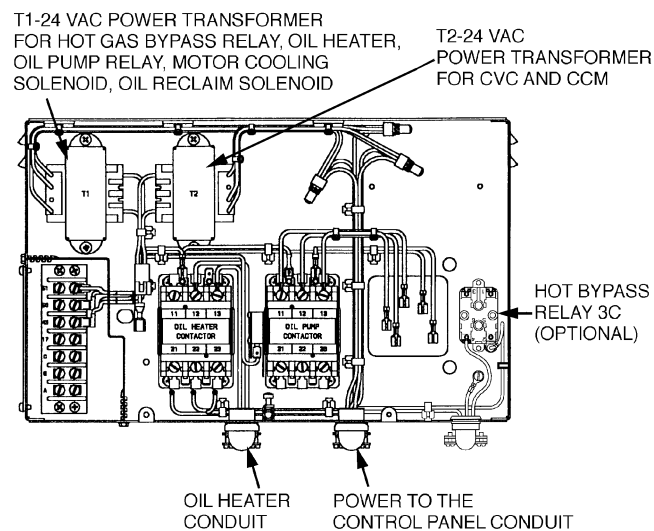 T1-24 VAC POWER TRANSFORMER
FOR HOT GAS BYPASS RELAY, OIL HEATER,
OIL PUMP RELAY, MOTOR COOLING
SOLENOID, OIL RECLAIM SOLENOID
T2-24 VAC
POWER TRANSFORMER
FOR CVC AND CCM
T1
T2
11 12 13
OIL HEATER
CONTACTOR
21 22 23
11 12 13
OIL PUMP
CONTACTOR
21 22 23
HOT BYPASS
RELAY 3C
(OPTIONAL)
OIL HEATER
CONDUIT
POWER TO THE
CONTROL PANEL CONDUIT